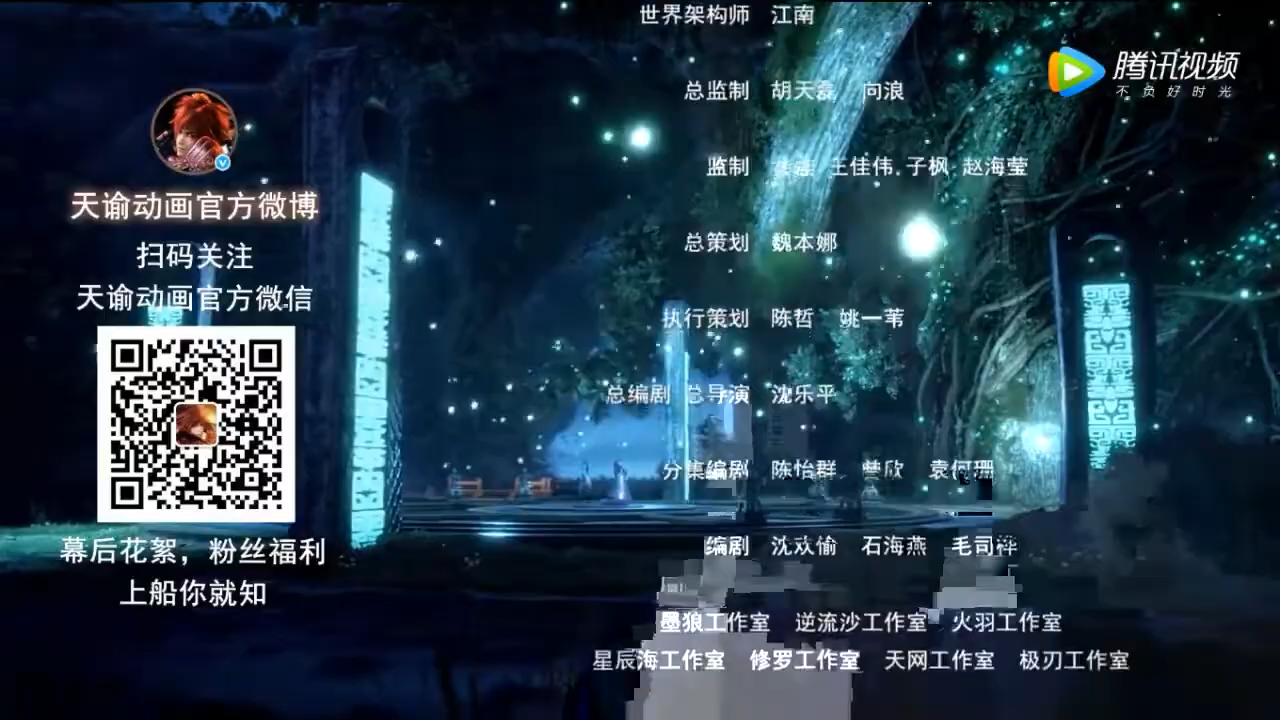 世界架构师 江南
腾讯视频
不负好时光
总监制 胡天磊 向浪
监制 王佳伟 子枫 赵海莹
天谕动画官方微博
总策划 魏本娜
扫码关注
天谕动画官方微信
执行策划 陈哲 姚一苇
总编剧 总导演 沈乐平
分集编剧 陈怡群 樊欣 袁何珊
编剧 沈欢愉 石海燕 毛司祥
幕后花絮，粉丝福利
上船你就知
墨狼工作室 逆流沙工作室 火羽工作室
星辰海工作室 修罗工作室 天网工作室 极刃工作室